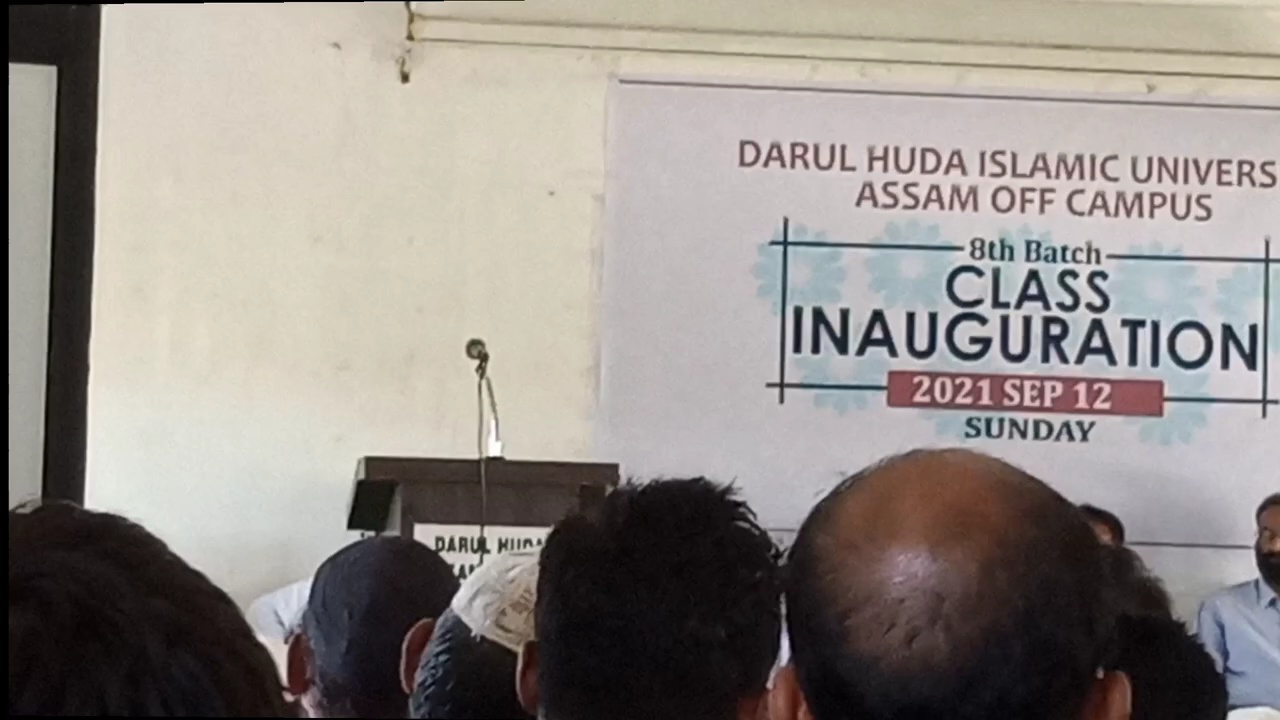 DARUL HUDA ISLAMIC UNIVERS
ASSAM OFF CAMPUS
8th Batch
CLASS
INAUGURATION
2021 SEP 12
SUNDAY
DARUL HUDA